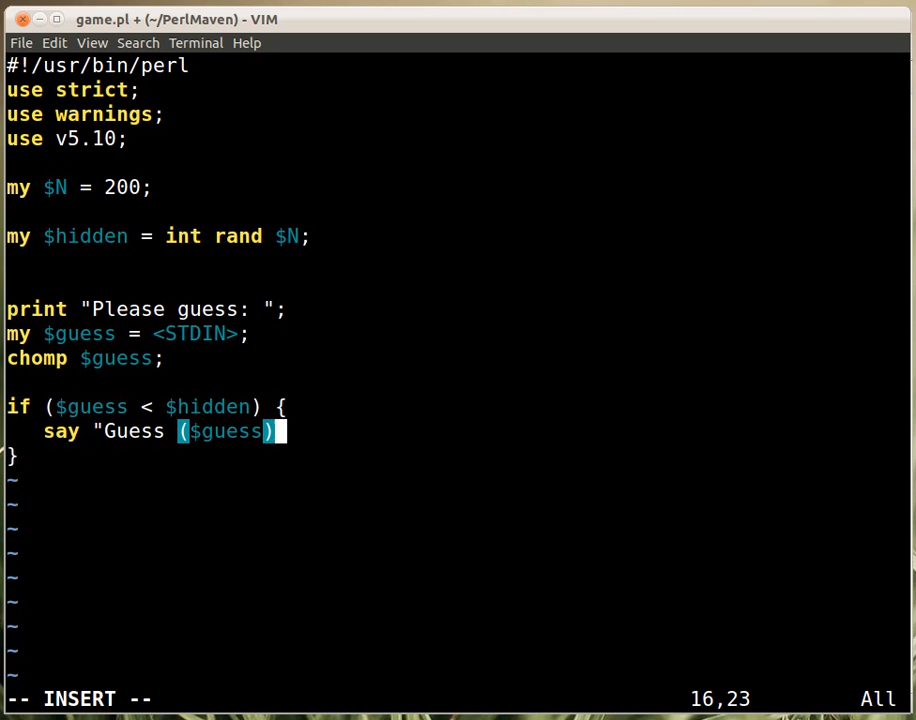 game.pl + (~/PerlMaven) - VIM
File Edit View Search Terminal Help
#!/usr/bin/perl
use strict;
use warnings;
use v5.10;
my $N = 200;
my $hidden = int rand $N;
print "Please guess: ";
my $guess = <STDIN>;
chomp $guess;
if ($guess < $hidden) {
   say "Guess ($guess)
}
~
~
~
~
~
~
~
~
~
-- INSERT -- 16,23 All